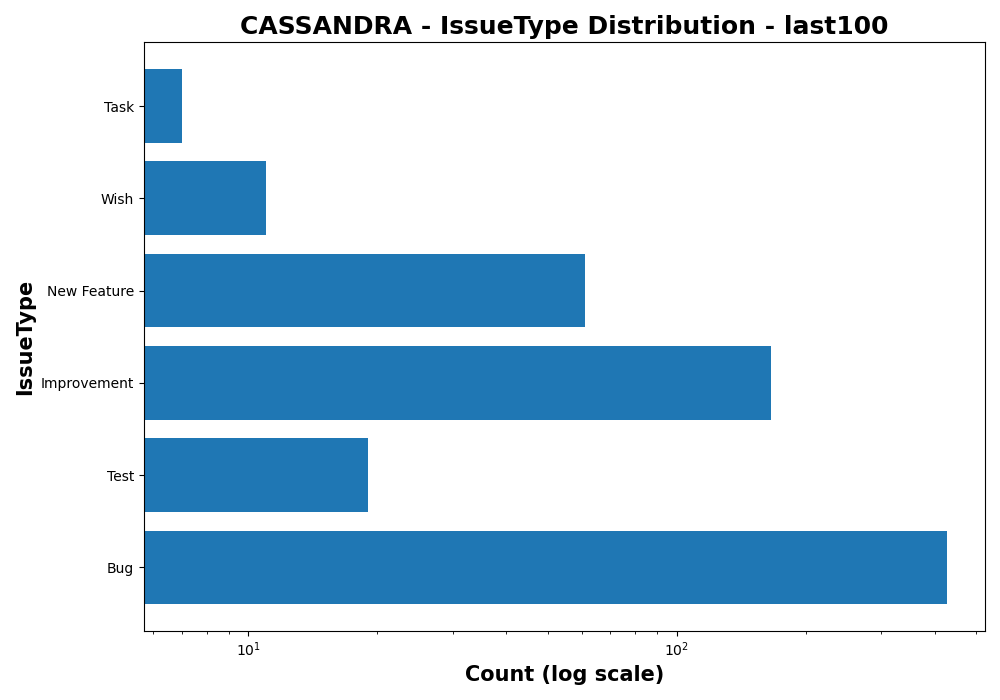 CASSANDRA - IssueType Distribution - last100
IssueType
Task
Wish
New Feature
Improvement
Test
Bug
10¹ 10²
Count (log scale)